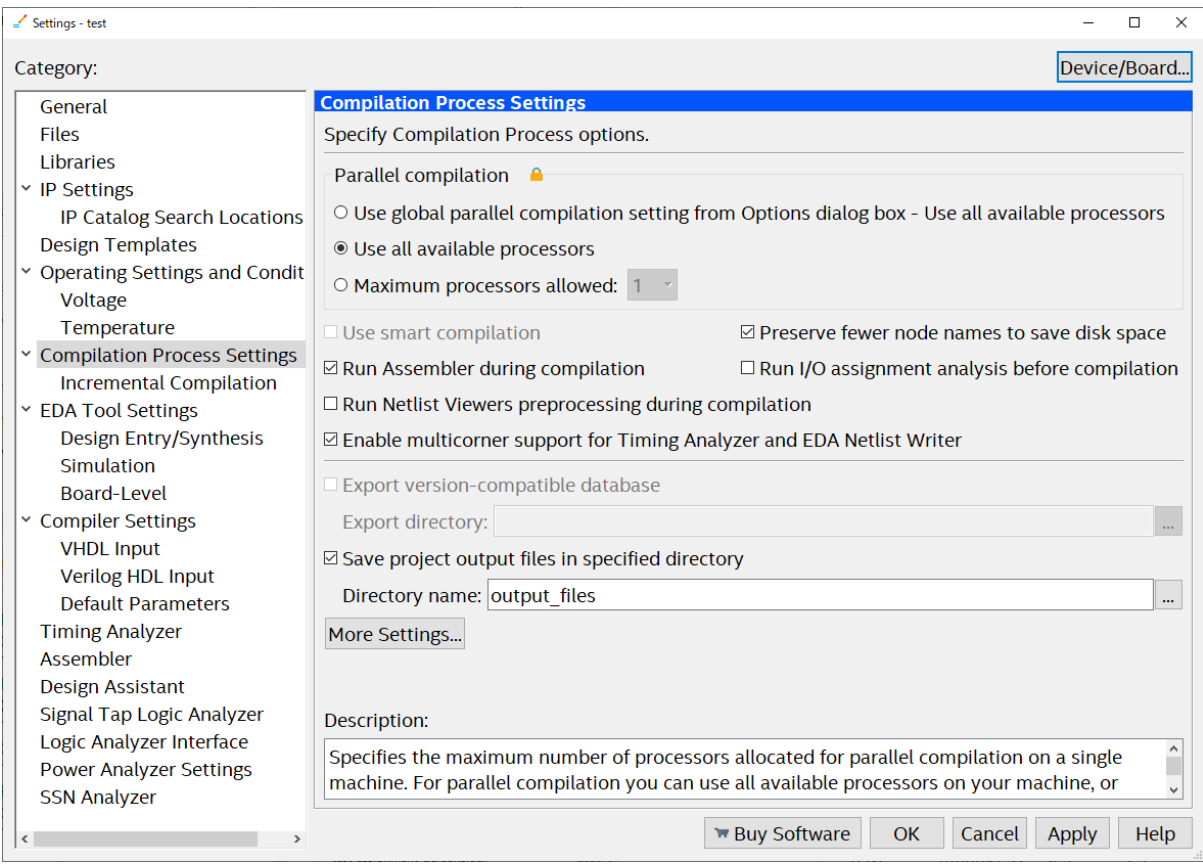 Settings - test
Category:
Device/Board...
General
Files
Libraries
IP Settings
IP Catalog Search Locations
Design Templates
Operating Settings and Condit
Voltage
Temperature
Compilation Process Settings
Incremental Compilation
EDA Tool Settings
Design Entry/Synthesis
Simulation
Board-Level
Compiler Settings
VHDL Input
Verilog HDL Input
Default Parameters
Timing Analyzer
Assembler
Design Assistant
Signal Tap Logic Analyzer
Logic Analyzer Interface
Power Analyzer Settings
SSN Analyzer
Compilation Process Settings
Specify Compilation Process options.
Parallel compilation
Use global parallel compilation setting from Options dialog box - Use all available processors
Use all available processors
Maximum processors allowed: 1
Use smart compilation
Preserve fewer node names to save disk space
Run Assembler during compilation
Run I/O assignment analysis before compilation
Run Netlist Viewers preprocessing during compilation
Enable multicorner support for Timing Analyzer and EDA Netlist Writer
Export version-compatible database
Export directory: ...
Save project output files in specified directory
Directory name: output_files ...
More Settings...
Description:
Specifies the maximum number of processors allocated for parallel compilation on a single
machine. For parallel compilation you can use all available processors on your machine, or
Buy Software OK Cancel Apply Help